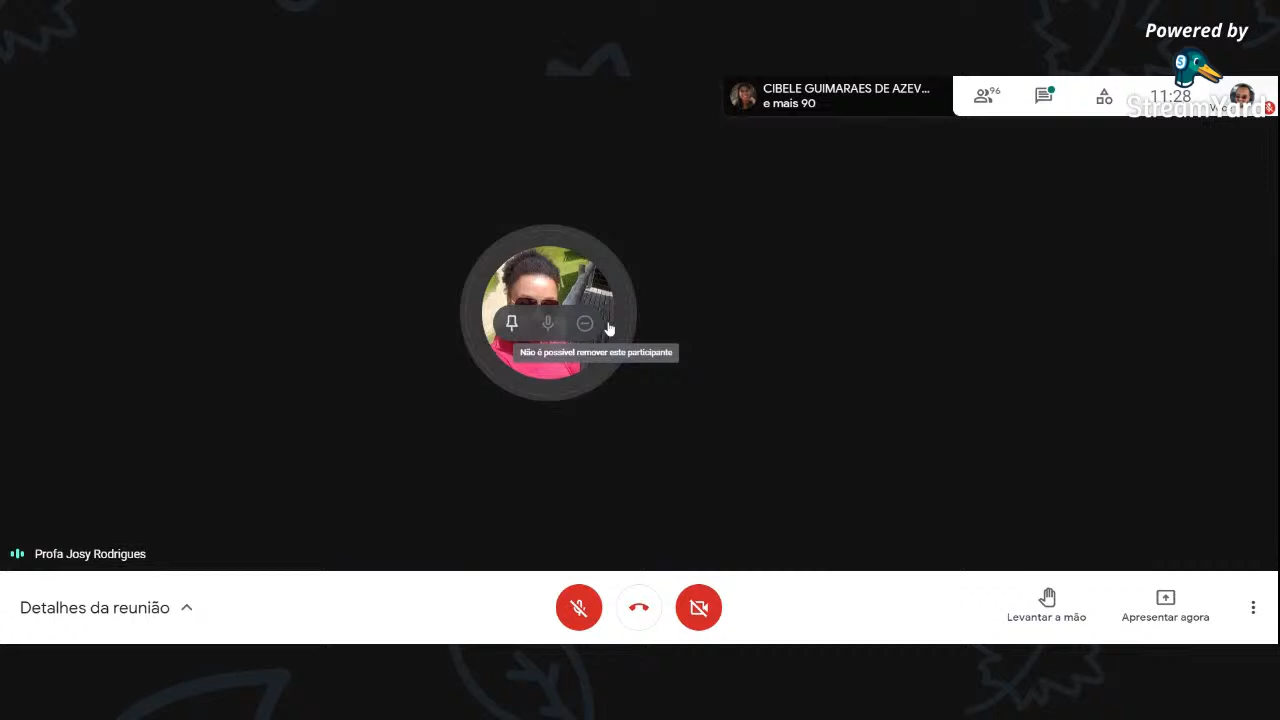 Powered by
StreamYard
CIBELE GUIMARAES DE AZEV...
e mais 90
96
11:28
Não é possível remover este participante
Profa Josy Rodrigues
Detalhes da reunião
Levantar a mão
Apresentar agora